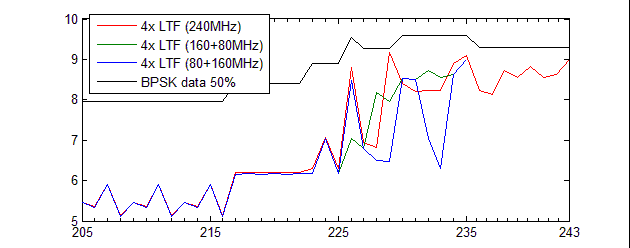 10
9
8
7
6
5
4x LTF (240MHz)
4x LTF (160+80MHz)
4x LTF (80+160MHz)
BPSK data 50%
205
215
225
235
243